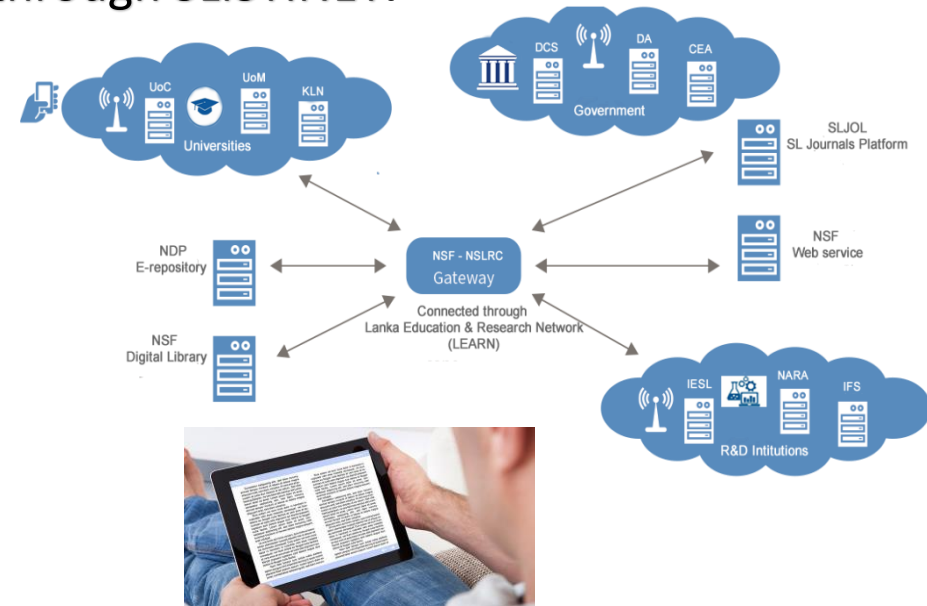 UoC
UoM
KLN
Universities
DCS
DA
CEA
Government
SLJOL
SL Journals Platform
NDP
E-repository
NSF - NSLRC
Gateway
NSF
Web service
Connected through
Lanka Education & Research Network
(LEARN)
NSF
Digital Library
IESL
NARA
IFS
R&D Intitutions